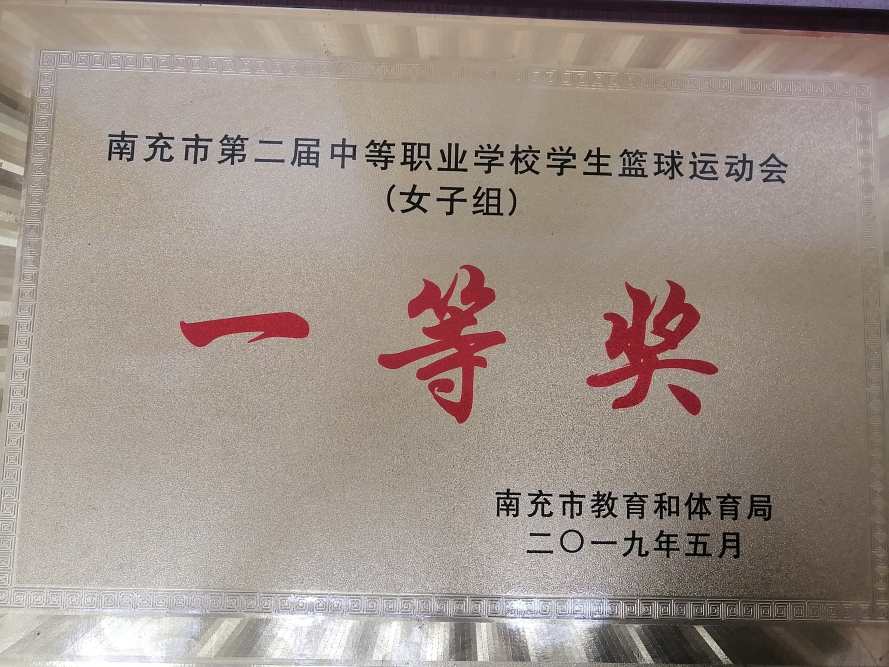 南充市第二届中等职业学校学生篮球运动会
(女子组)
一等奖
南充市教育和体育局
二〇一九年五月